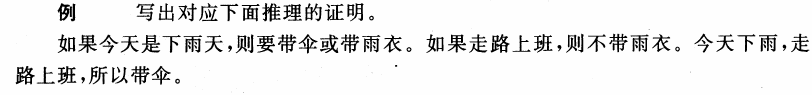 例 写出对应下面推理的证明。
如果今天是下雨天,则要带伞或带雨衣。如果走路上班,则不带雨衣。今天下雨,走
路上班,所以带伞。